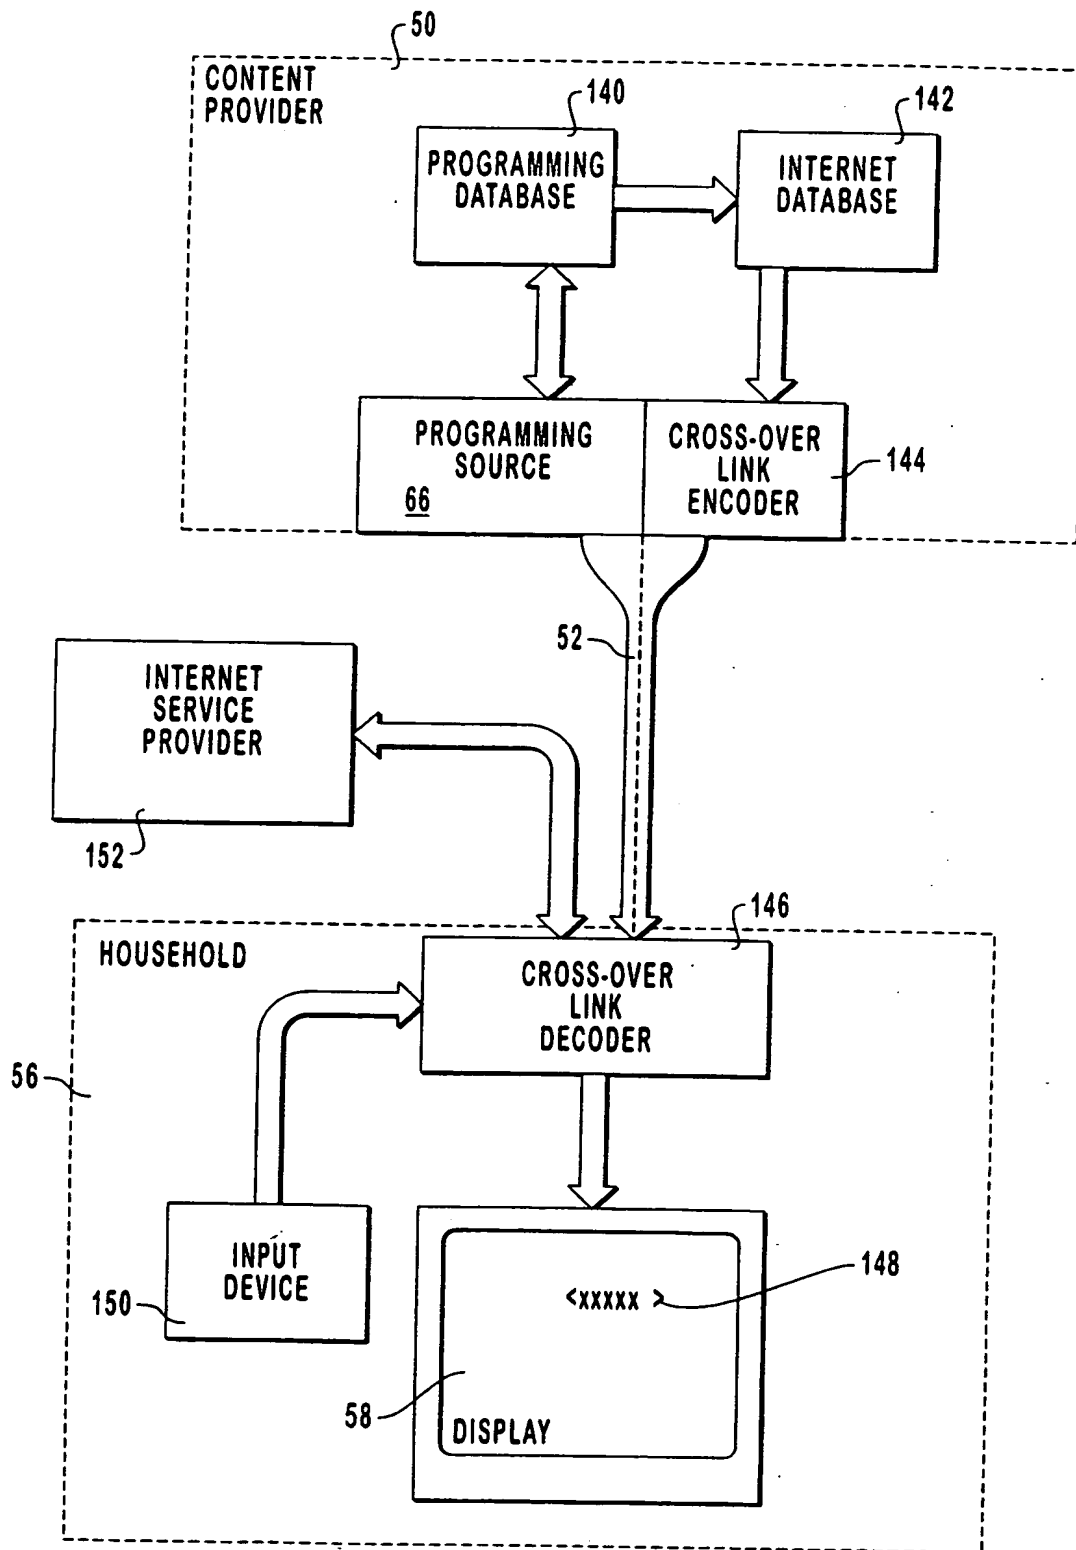 50
CONTENT
PROVIDER
140
142
PROGRAMMING
DATABASE
INTERNET
DATABASE
PROGRAMMING
SOURCE
66
CROSS-OVER
LINK
ENCODER
144
52
INTERNET
SERVICE
PROVIDER
152
146
HOUSEHOLD
CROSS-OVER
LINK
DECODER
56
INPUT
DEVICE
150
<xxxxx >
148
58
DISPLAY